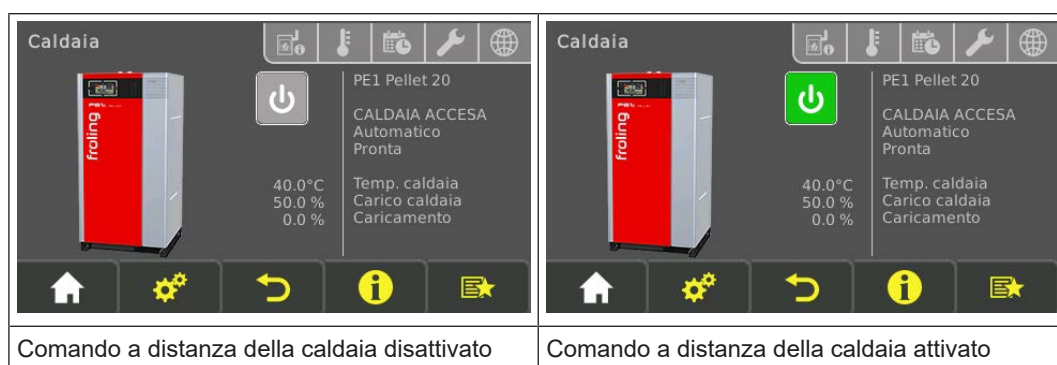 Caldaia
PE1 Pellet 20
CALDAIA ACCESA
Automatico
Pronta
40.0°C Temp. caldaia
50.0 % Carico caldaia
0.0 % Caricamento
froling
Comando a distanza della caldaia disattivato
Caldaia
PE1 Pellet 20
CALDAIA ACCESA
Automatico
Pronta
40.0°C Temp. caldaia
50.0 % Carico caldaia
0.0 % Caricamento
froling
Comando a distanza della caldaia attivato